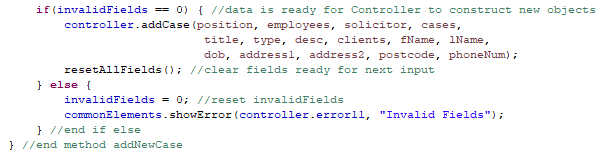 if(invalidFields == 0) { //data is ready for Controller to construct new objects
controller.addCase(position, employees, solicitor, cases,
title, type, desc, clients, fName, lName,
dob, address1, address2, postcode, phoneNum);
resetAllFields(); //clear fields ready for next input
} else {
invalidFields = 0; //reset invalidFields
commonElements.showError(controller.error11, "Invalid Fields");
} //end if else
} //end method addNewCase